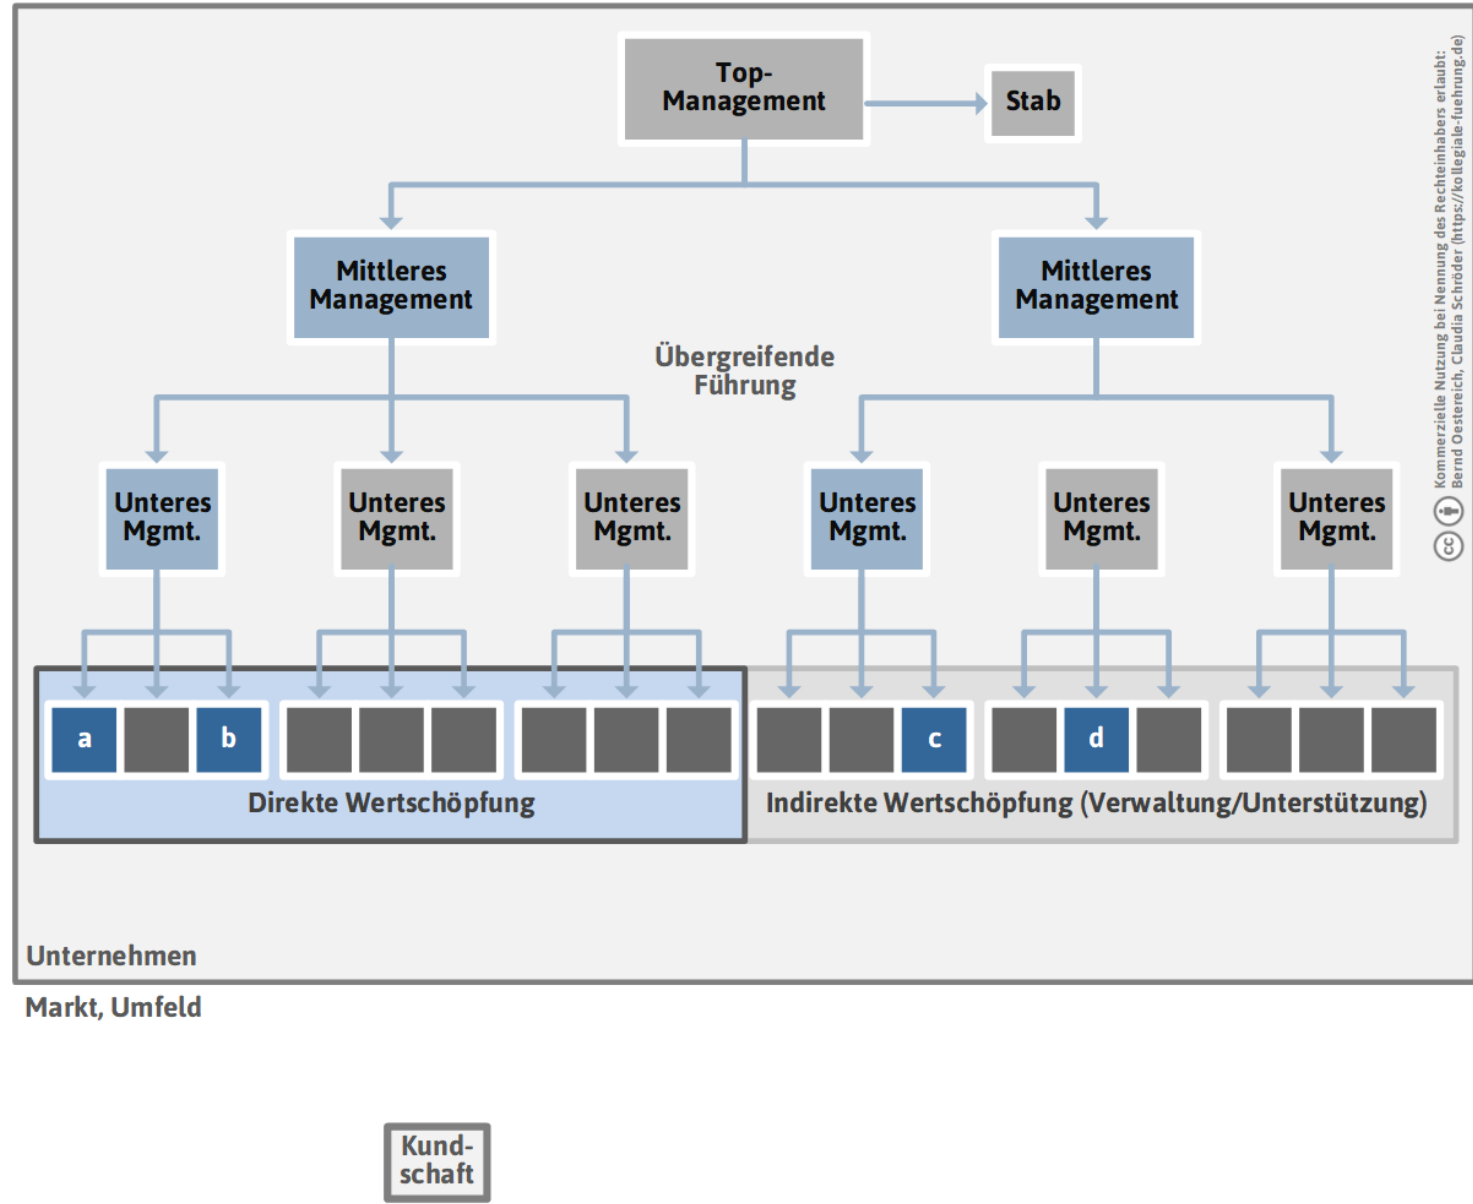 Top-
Management
Stab
Mittleres
Management
Mittleres
Management
Übergreifende
Führung
Unteres
Mgmt.
Unteres
Mgmt.
Unteres
Mgmt.
Unteres
Mgmt.
Unteres
Mgmt.
Unteres
Mgmt.
a
b
c
d
Direkte Wertschöpfung
Indirekte Wertschöpfung (Verwaltung/Unterstützung)
Unternehmen
Markt, Umfeld
Kund-
schaft
Kommerzielle Nutzung bei Nennung des Rechteinhabers erlaubt:
Bernd Oestereich, Claudia Schröder (https://kollegiale-fuehrung.de)
cc